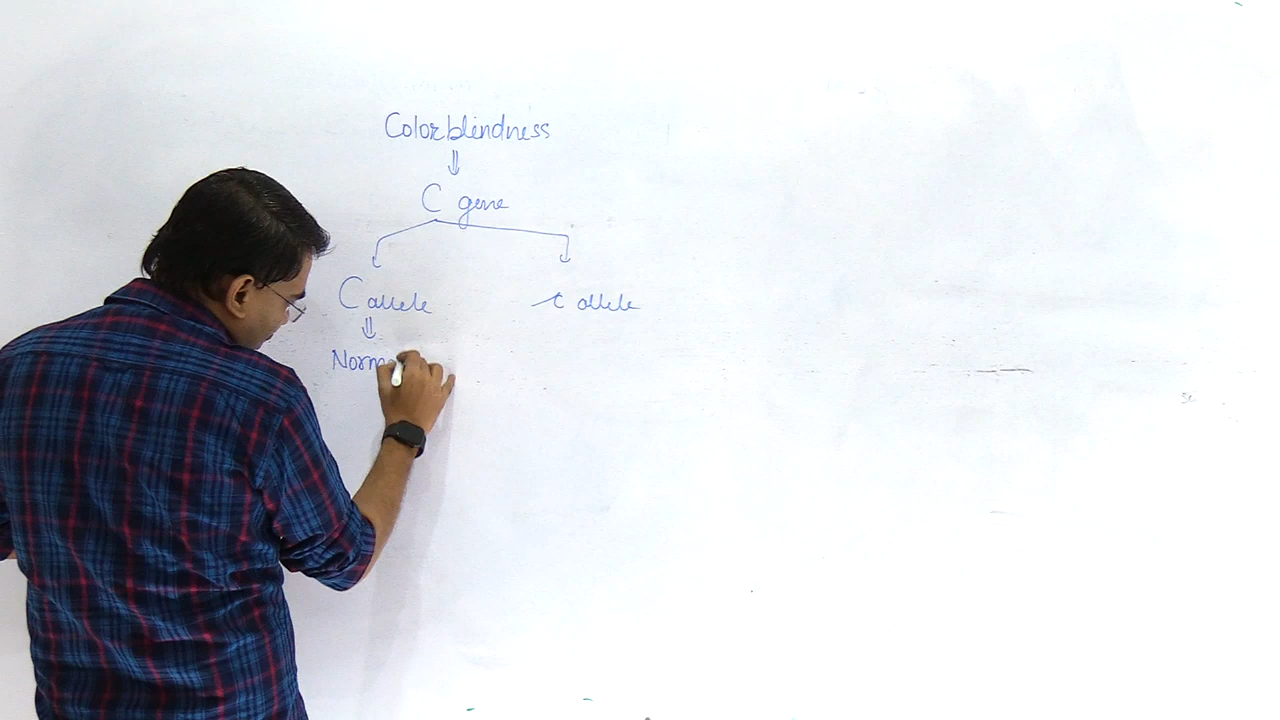 Colorblindness
⇓
C gene
C allele c allele
⇓
Norm